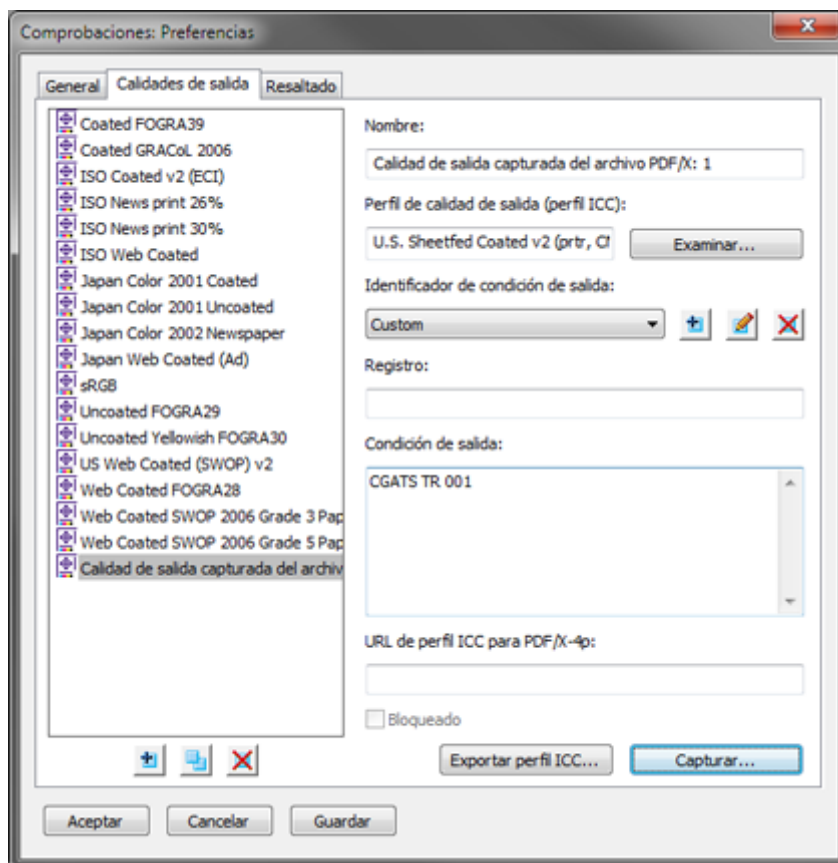 Comprobaciones: Preferencias
General
Calidades de salida
Resaltado
Coated FOGRA39
Coated GRACoL 2006
ISO Coated v2 (ECI)
ISO News print 26%
ISO News print 30%
ISO Web Coated
Japan Color 2001 Coated
Japan Color 2001 Uncoated
Japan Color 2002 Newspaper
Japan Web Coated (Ad)
sRGB
Uncoated FOGRA29
Uncoated Yellowish FOGRA30
US Web Coated (SWOP) v2
Web Coated FOGRA28
Web Coated SWOP 2006 Grade 3 Pap
Web Coated SWOP 2006 Grade 5 Pap
Calidad de salida capturada del archiv
Nombre:
Calidad de salida capturada del archivo PDF/X: 1
Perfil de calidad de salida (perfil ICC):
U.S. Sheetfed Coated v2 (prtr, CM
Examinar...
Identificador de condición de salida:
Custom
Registro:
Condición de salida:
CGATS TR 001
URL de perfil ICC para PDF/X-4p:
Bloqueado
Exportar perfil ICC...
Capturar...
Aceptar
Cancelar
Guardar